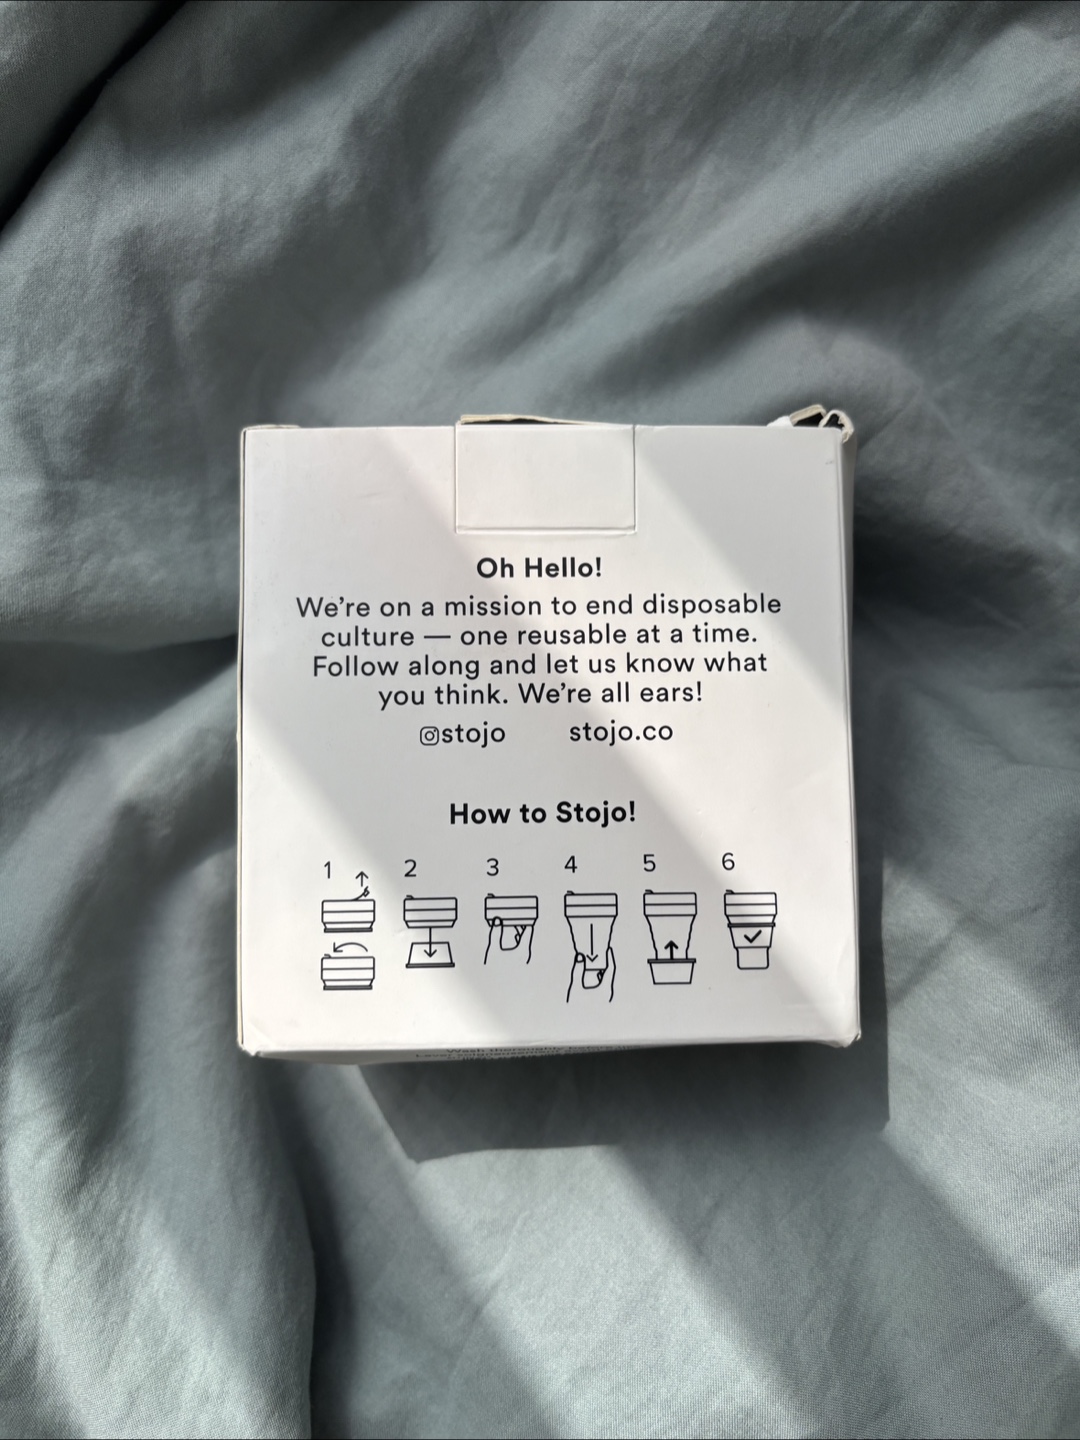 Oh Hello!
We're on a mission to end disposable
culture — one reusable at a time.
Follow along and let us know what
you think. We're all ears!
stojo stojo.co
How to Stojo!
1 2 3 4 5 6